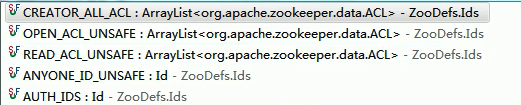 CREATOR_ALL_ACL : ArrayList<org.apache.zookeeper.data.ACL> - ZooDefs.Ids
OPEN_ACL_UNSAFE : ArrayList<org.apache.zookeeper.data.ACL> - ZooDefs.Ids
READ_ACL_UNSAFE : ArrayList<org.apache.zookeeper.data.ACL> - ZooDefs.Ids
ANYONE_ID_UNSAFE : Id - ZooDefs.Ids
AUTH_IDS : Id - ZooDefs.Ids